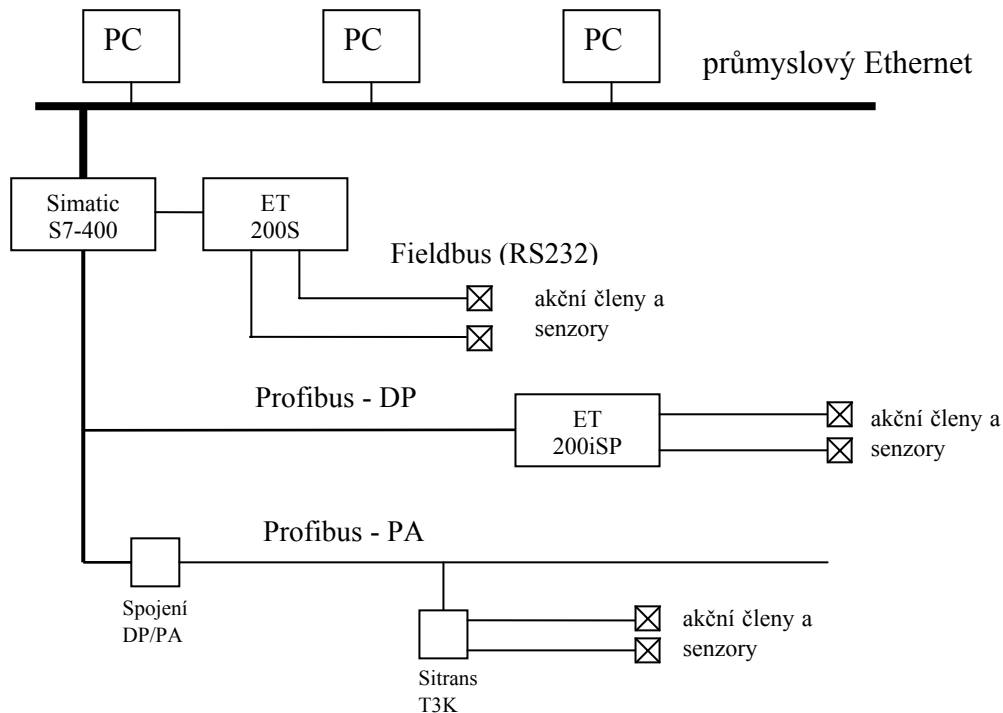 PC
PC
PC
průmyslový Ethernet
Simatic
S7-400
ET
200S
Fieldbus (RS232)
akční členy a
senzory
Profibus - DP
ET
200iSP
akční členy a
senzory
Profibus - PA
Spojení
DP/PA
akční členy a
senzory
Sitrans
T3K